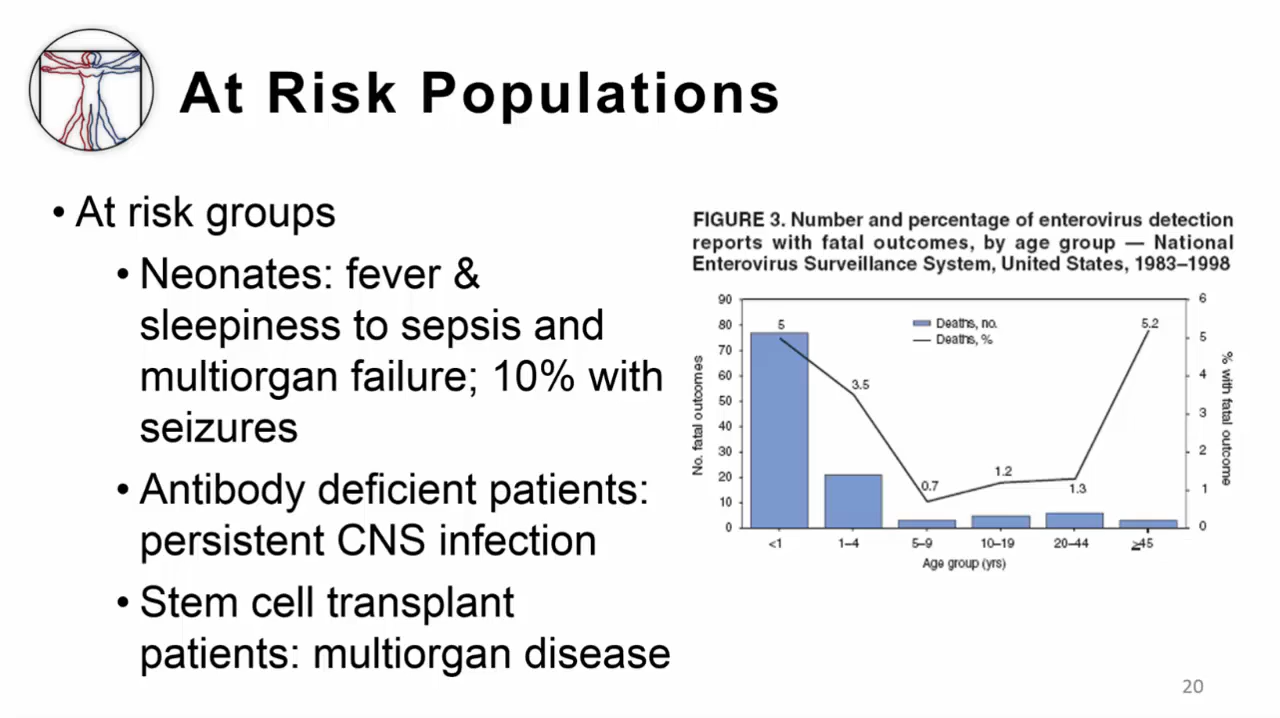 At Risk Populations
• At risk groups
• Neonates: fever &
sleepiness to sepsis and
multiorgan failure; 10% with
seizures
• Antibody deficient patients:
persistent CNS infection
• Stem cell transplant
patients: multiorgan disease
FIGURE 3. Number and percentage of enterovirus detection
reports with fatal outcomes, by age group — National
Enterovirus Surveillance System, United States, 1983–1998
No. fatal outcomes
90
80
70
60
50
40
30
20
10
0
Deaths, no.
Deaths, %
5
3.5
0.7
1.2
1.3
5.2
6
5
4
3
2
1
0
% with fatal outcome
<1
1–4
5–9
10–19
20–44
≥45
Age group (yrs)
20